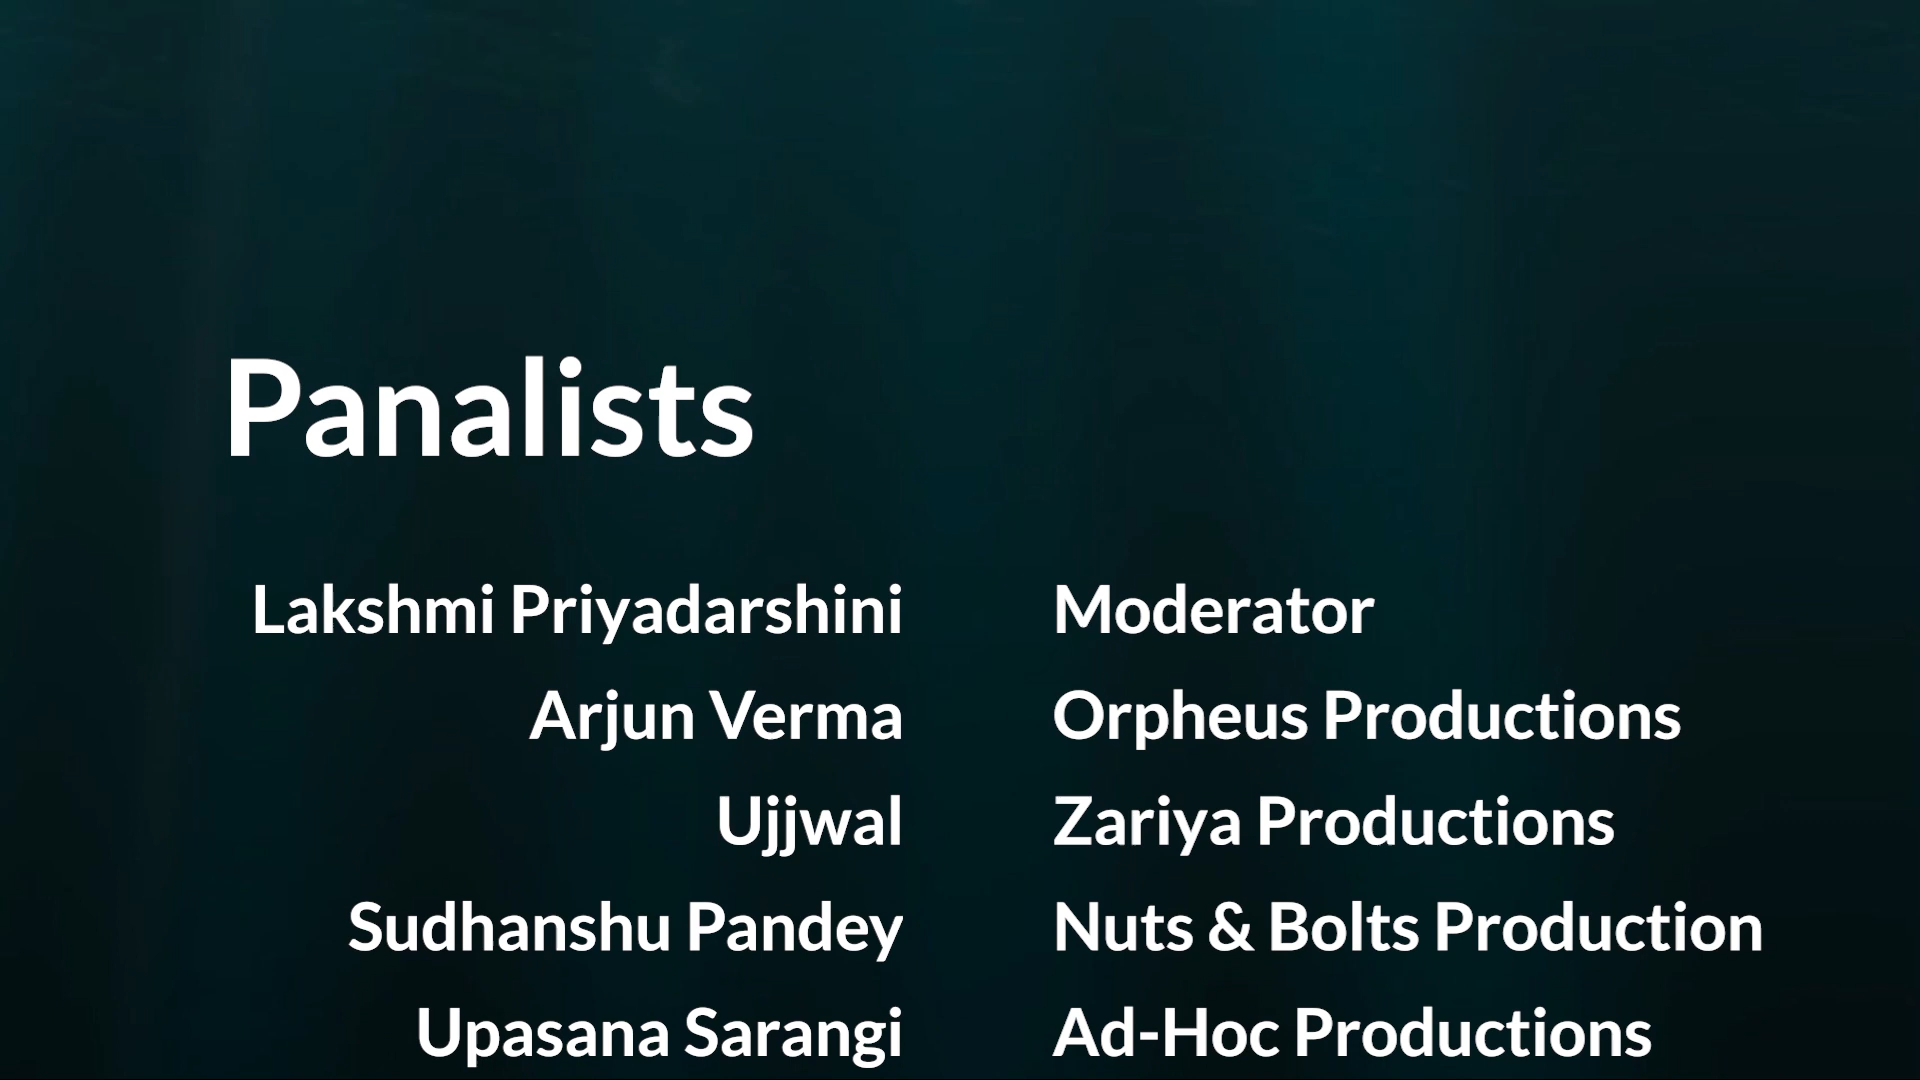 Panalists
Lakshmi Priyadarshini Moderator
Arjun Verma Orpheus Productions
Ujjwal Zariya Productions
Sudhanshu Pandey Nuts & Bolts Production
Upasana Sarangi Ad-Hoc Productions